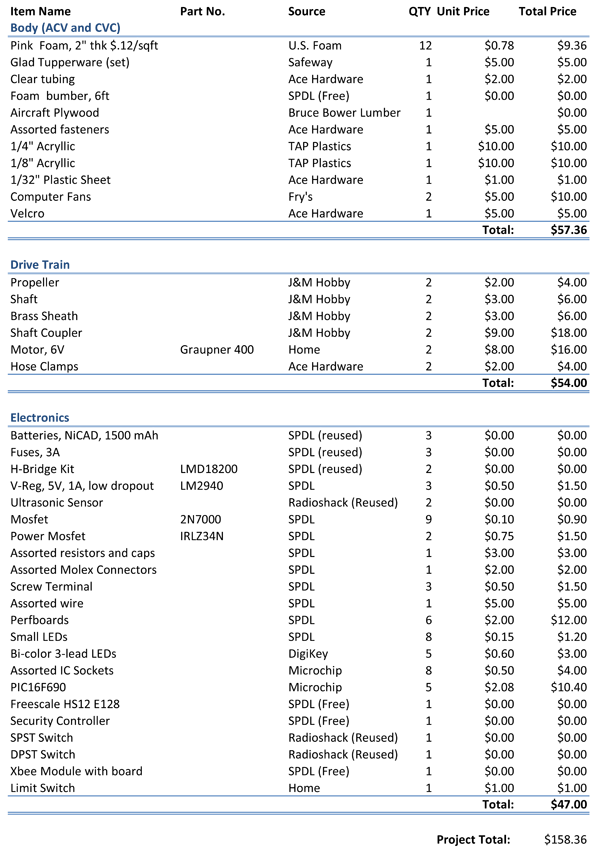 Item Name Part No. Source QTY Unit Price Total Price
Body (ACV and CVC)
Pink Foam, 2" thk $.12/sqft U.S. Foam 12 $0.78 $9.36
Glad Tupperware (set) Safeway 1 $5.00 $5.00
Clear tubing Ace Hardware 1 $2.00 $2.00
Foam bumber, 6ft SPDL (Free) 1 $0.00 $0.00
Aircraft Plywood Bruce Bower Lumber 1 $0.00
Assorted fasteners Ace Hardware 1 $5.00 $5.00
1/4" Acryllic TAP Plastics 1 $10.00 $10.00
1/8" Acryllic TAP Plastics 1 $10.00 $10.00
1/32" Plastic Sheet Ace Hardware 1 $1.00 $1.00
Computer Fans Fry's 2 $5.00 $10.00
Velcro Ace Hardware 1 $5.00 $5.00
Total: $57.36
Drive Train
Propeller J&M Hobby 2 $2.00 $4.00
Shaft J&M Hobby 2 $3.00 $6.00
Brass Sheath J&M Hobby 2 $3.00 $6.00
Shaft Coupler J&M Hobby 2 $9.00 $18.00
Motor, 6V Graupner 400 Home 2 $8.00 $16.00
Hose Clamps Ace Hardware 2 $2.00 $4.00
Total: $54.00
Electronics
Batteries, NiCAD, 1500 mAh SPDL (reused) 3 $0.00 $0.00
Fuses, 3A SPDL (reused) 3 $0.00 $0.00
H-Bridge Kit LMD18200 SPDL (reused) 2 $0.00 $0.00
V-Reg, 5V, 1A, low dropout LM2940 SPDL 3 $0.50 $1.50
Ultrasonic Sensor Radioshack (Reused) 2 $0.00 $0.00
Mosfet 2N7000 SPDL 9 $0.10 $0.90
Power Mosfet IRLZ34N SPDL 2 $0.75 $1.50
Assorted resistors and caps SPDL 1 $3.00 $3.00
Assorted Molex Connectors SPDL 1 $2.00 $2.00
Screw Terminal SPDL 3 $0.50 $1.50
Assorted wire SPDL 1 $5.00 $5.00
Perfboards SPDL 6 $2.00 $12.00
Small LEDs SPDL 8 $0.15 $1.20
Bi-color 3-lead LEDs DigiKey 5 $0.60 $3.00
Assorted IC Sockets Microchip 8 $0.50 $4.00
PIC16F690 Microchip 5 $2.08 $10.40
Freescale HS12 E128 SPDL (Free) 1 $0.00 $0.00
Security Controller SPDL (Free) 1 $0.00 $0.00
SPST Switch Radioshack (Reused) 1 $0.00 $0.00
DPST Switch Radioshack (Reused) 1 $0.00 $0.00
Xbee Module with board SPDL (Free) 1 $0.00 $0.00
Limit Switch Home 1 $1.00 $1.00
Total: $47.00
Project Total: $158.36